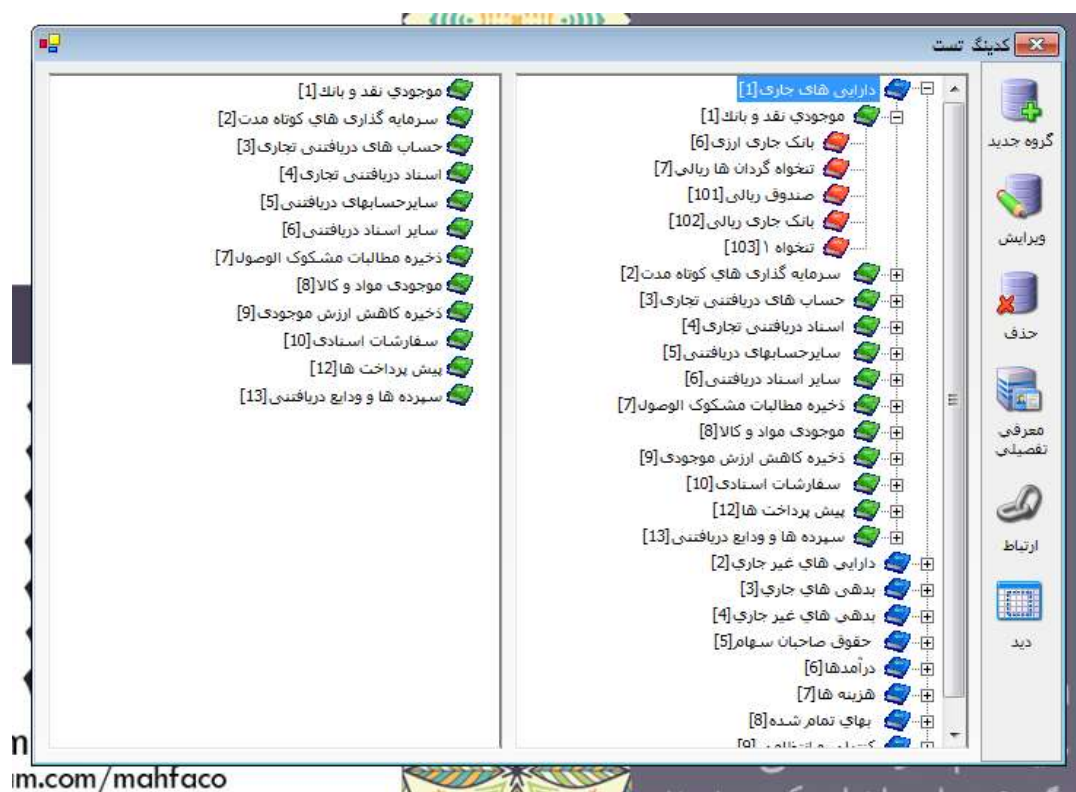 کدینگ تست
گروه جدید
ویرایش
حذف
معرفی
تفصیلی
ارتباط
دید
دارایی های جاری[1]
موجودي نقد و بانك[1]
بانک جاری ارزی[6]
تنخواه گردان ها ریالی[7]
صندوق ریالی[101]
بانک جاری ریالی[102]
تنخواه ۱[103]
سرمایه گذاری هاي کوتاه مدت[2]
حساب های دریافتنی تجاری[3]
اسناد دریافتنی تجاری[4]
سایرحسابهای دریافتنی[5]
سایر اسناد دریافتنی[6]
ذخیره مطالبات مشکوک الوصول[7]
موجودی مواد و کالا[8]
ذخیره کاهش ارزش موجودی[9]
سفارشات اسنادی[10]
پیش پرداخت ها[12]
سپرده ها و ودایع دریافتنی[13]
دارایی هاي غیر جاري[2]
بدهی هاي جاري[3]
بدهی هاي غیر جاري[4]
حقوق صاحبان سهام[5]
درآمدها[6]
هزینه ها[7]
بهاي تمام شده[8]
موجودي نقد و بانك[1]
سرمایه گذاری هاي کوتاه مدت[2]
حساب های دریافتنی تجاری[3]
اسناد دریافتنی تجاری[4]
سایرحسابهای دریافتنی[5]
سایر اسناد دریافتنی[6]
ذخیره مطالبات مشکوک الوصول[7]
موجودی مواد و کالا[8]
ذخیره کاهش ارزش موجودی[9]
سفارشات اسنادی[10]
پیش پرداخت ها[12]
سپرده ها و ودایع دریافتنی[13]
m.com/mahfaco